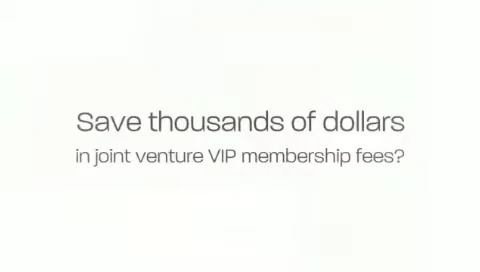 Save thousands of dollars
in joint venture VIP membership fees?